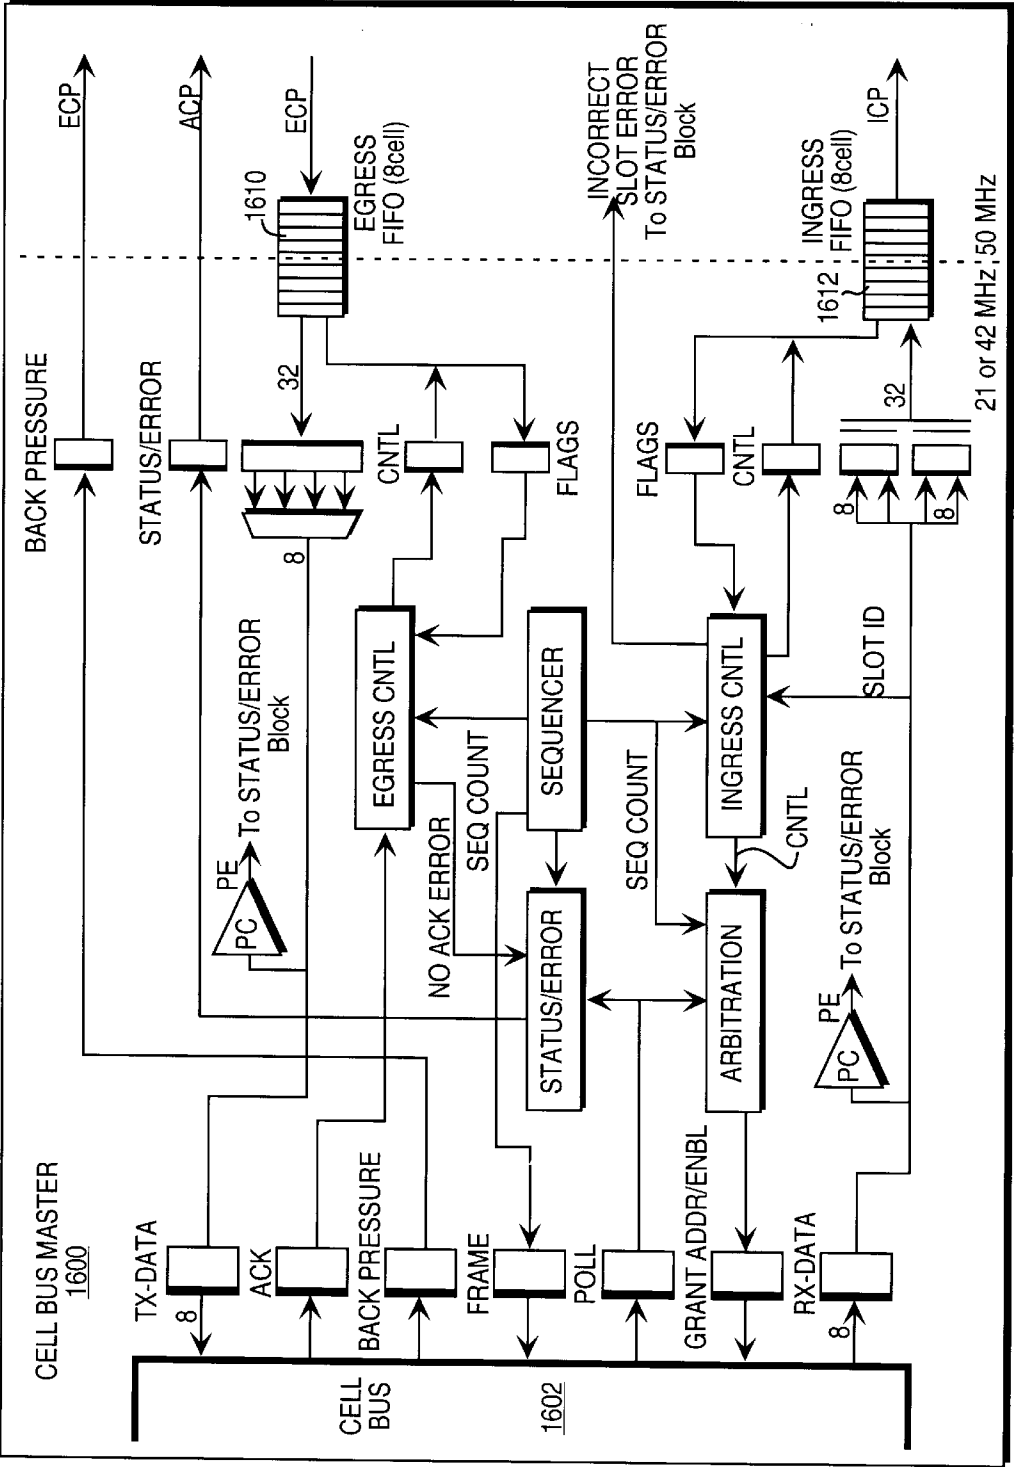 CELL BUS MASTER
1600
BACK PRESSURE
ECP
STATUS/ERROR
ACP
TX-DATA
8
PC
PE
To STATUS/ERROR
Block
8
32
1610
ECP
EGRESS
FIFO (8cell)
ACK
EGRESS CNTL
CNTL
FLAGS
BACK PRESSURE
NO ACK ERROR
SEQ COUNT
FRAME
STATUS/ERROR
SEQUENCER
CELL
BUS
1602
POLL
SEQ COUNT
FLAGS
CNTL
INCORRECT
SLOT ERROR
To STATUS/ERROR
Block
GRANT ADDR/ENBL
ARBITRATION
INGRESS CNTL
CNTL
RX-DATA
8
PC
PE
To STATUS/ERROR
Block
SLOT ID
8
8
32
1612
INGRESS
FIFO (8cell)
ICP
21 or 42 MHz
50 MHz